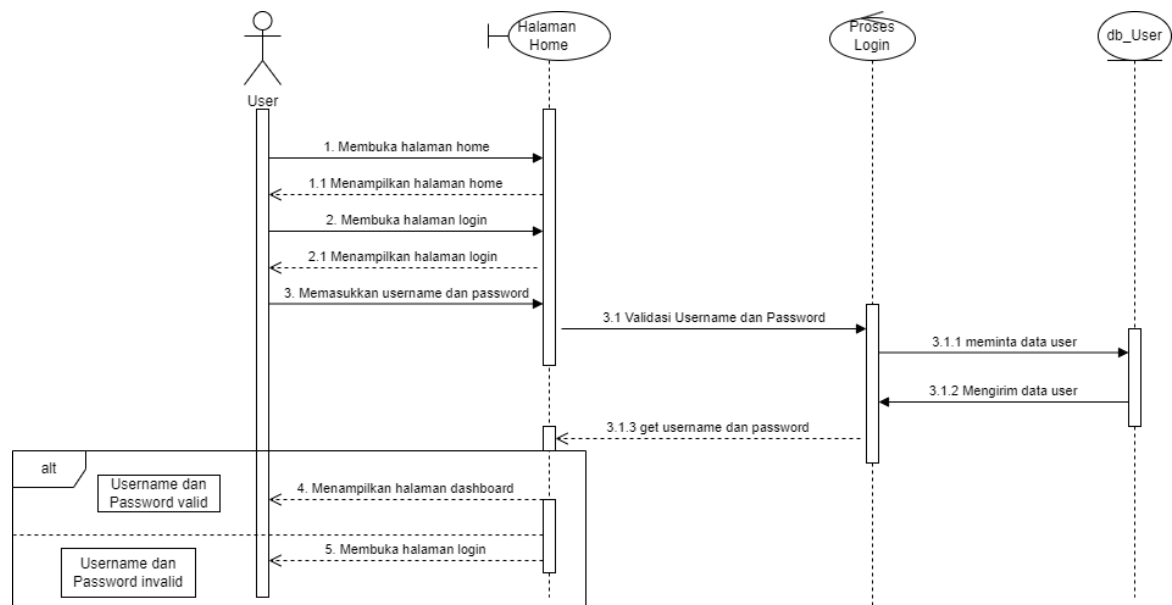 Halaman
Home
Proses
Login
db_User
User
1. Membuka halaman home
1.1 Menampilkan halaman home
2. Membuka halaman login
2.1 Menampilkan halaman login
3. Memasukkan username dan password
3.1 Validasi Username dan Password
3.1.1 meminta data user
3.1.2 Mengirim data user
3.1.3 get username dan password
alt
Username dan
Password valid
4. Menampilkan halaman dashboard
5. Membuka halaman login
Username dan
Password invalid